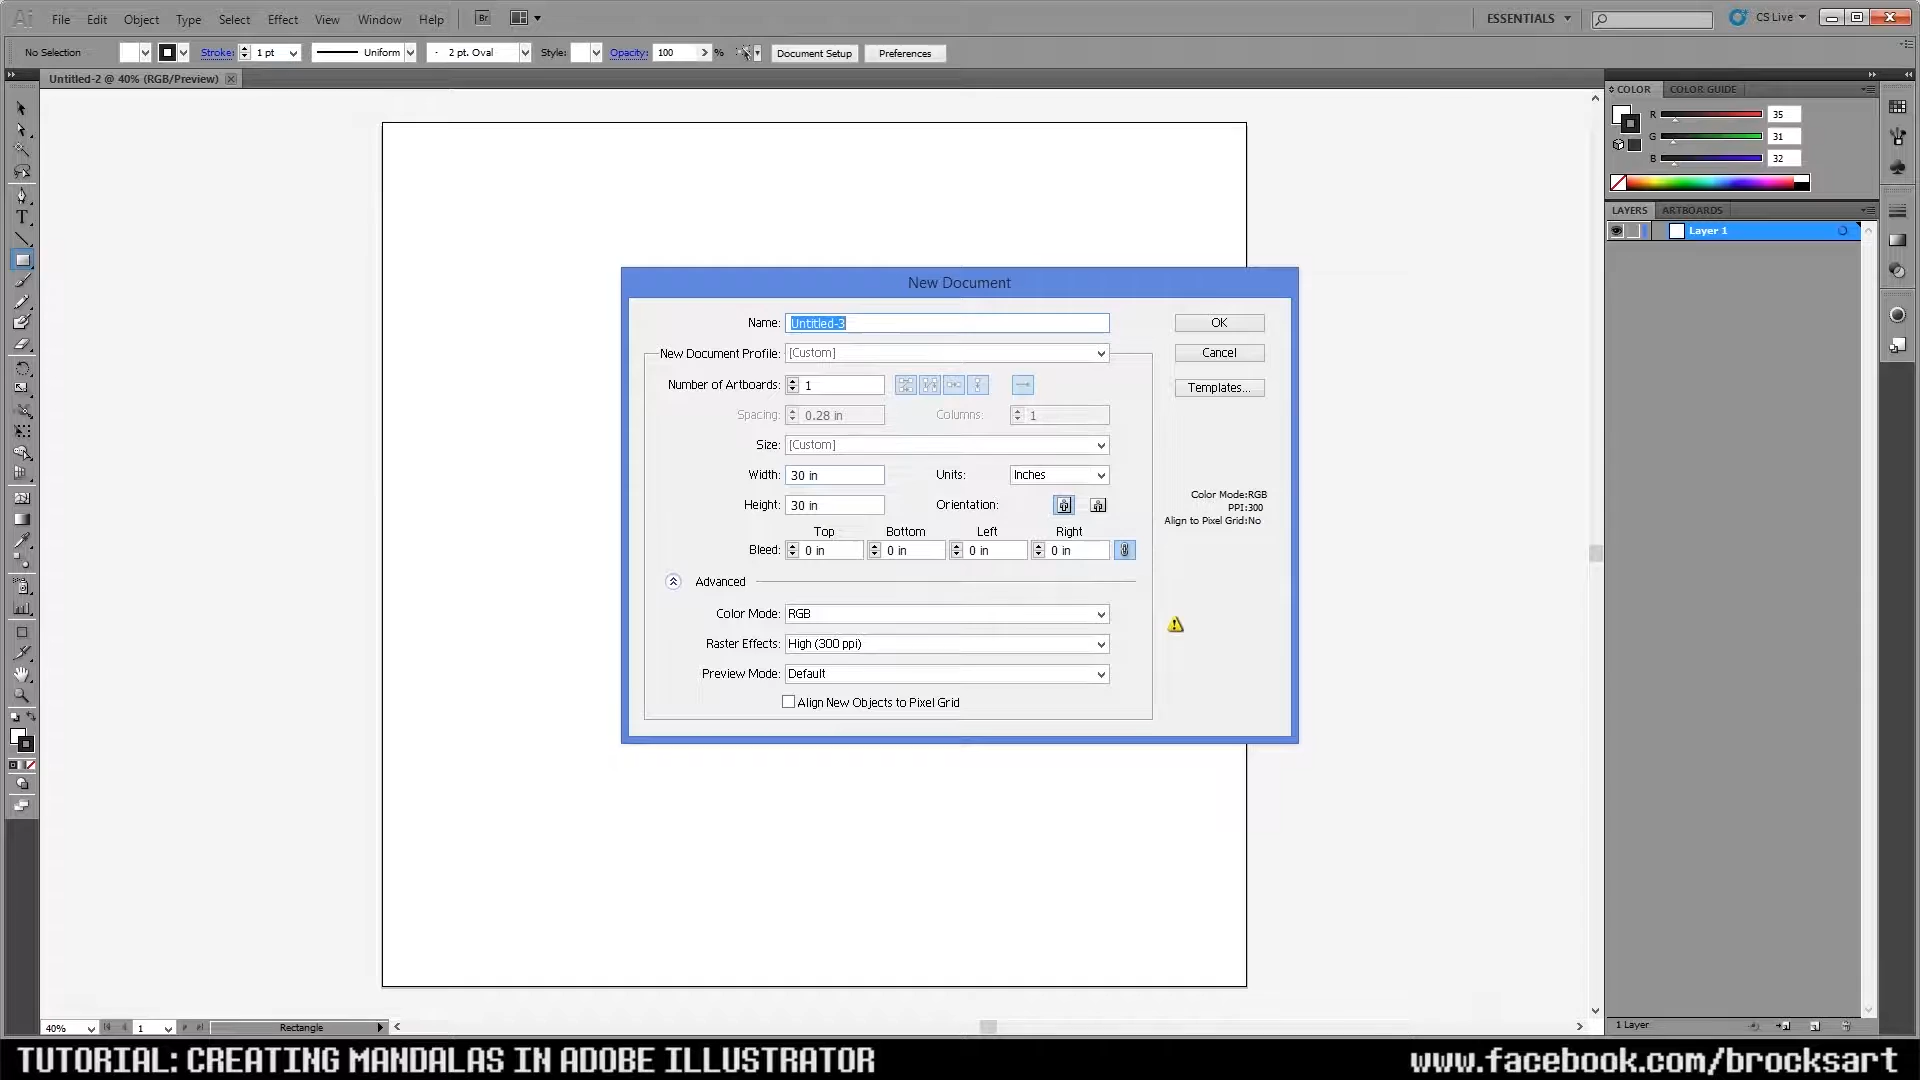 Ai File Edit Object Type Select Effect View Window Help Br ESSENTIALS CS Live
No Selection Stroke: 1 pt Uniform 2 pt. Oval Style: Opacity: 100 % Document Setup Preferences
Untitled-2 @ 40% (RGB/Preview)
COLOR COLOR GUIDE
R 35
G 31
B 32
LAYERS ARTBOARDS
Layer 1
New Document
Name: Untitled-3 OK
New Document Profile: [Custom] Cancel
Number of Artboards: 1 Templates...
Spacing: 0.28 in Columns: 1
Size: [Custom]
Width: 30 in Units: Inches
Height: 30 in Orientation:
Color Mode:RGB
PPI:300
Align to Pixel Grid:No
Top Bottom Left Right
Bleed: 0 in 0 in 0 in 0 in
Advanced
Color Mode: RGB
Raster Effects: High (300 ppi)
Preview Mode: Default
Align New Objects to Pixel Grid
40% 1 Rectangle 1 Layer
TUTORIAL: CREATING MANDALAS IN ADOBE ILLUSTRATOR www.facebook.com/brocksart